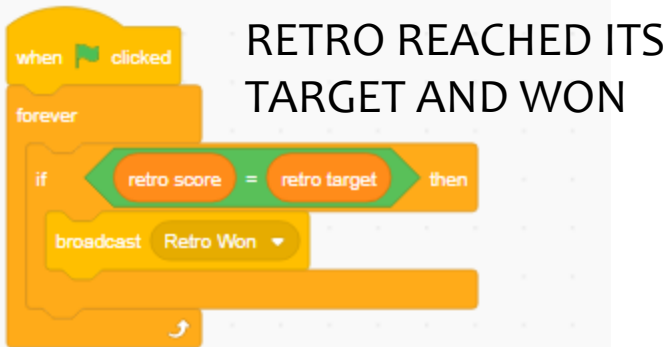 RETRO REACHED ITS
TARGET AND WON
when clicked
forever
if retro score = retro target then
broadcast Retro Won